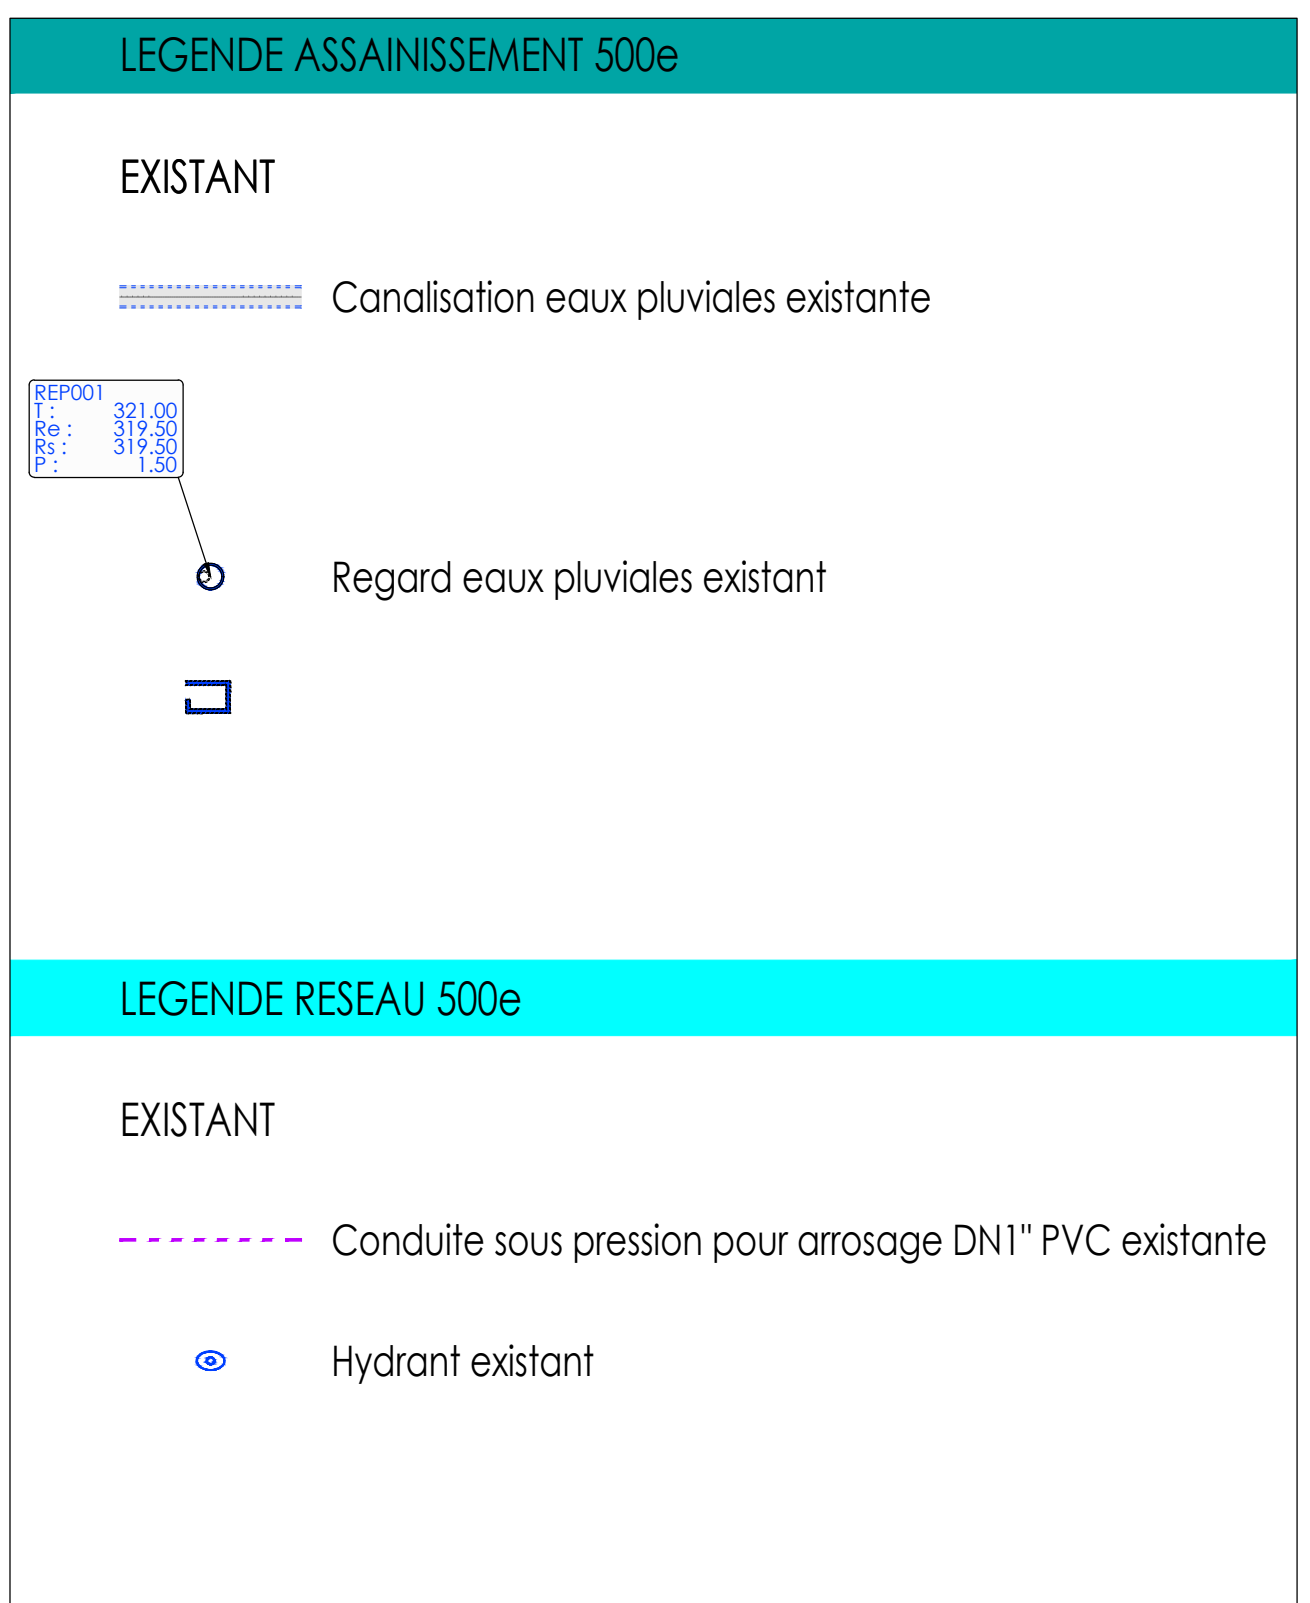 LEGENDE ASSAINISSEMENT 500e
EXISTANT
Canalisation eaux pluviales existante
REP001
T : 321.00
Re : 319.50
Rs : 319.50
P : 1.50
Regard eaux pluviales existant
LEGENDE RESEAU 500e
EXISTANT
Conduite sous pression pour arrosage DN1" PVC existante
Hydrant existant